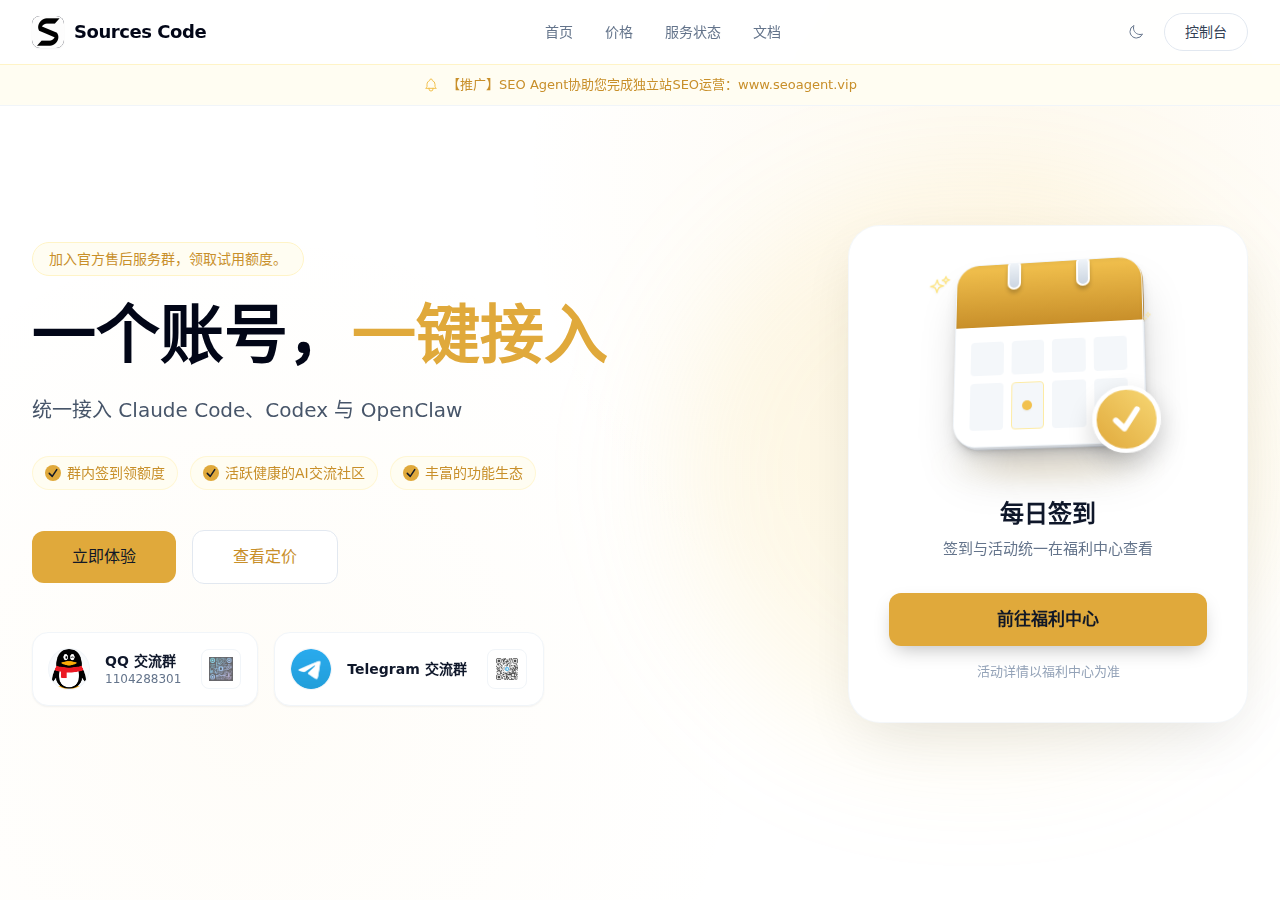 Sources Code
首页
价格
服务状态
文档
控制台
【推广】SEO Agent协助您完成独立站SEO运营：www.seoagent.vip
加入官方售后服务群，领取试用额度。
一个账号，一键接入
统一接入 Claude Code、Codex 与 OpenClaw
群内签到领额度
活跃健康的AI交流社区
丰富的功能生态
立即体验
查看定价
QQ 交流群
1104288301
Telegram 交流群
每日签到
签到与活动统一在福利中心查看
前往福利中心
活动详情以福利中心为准